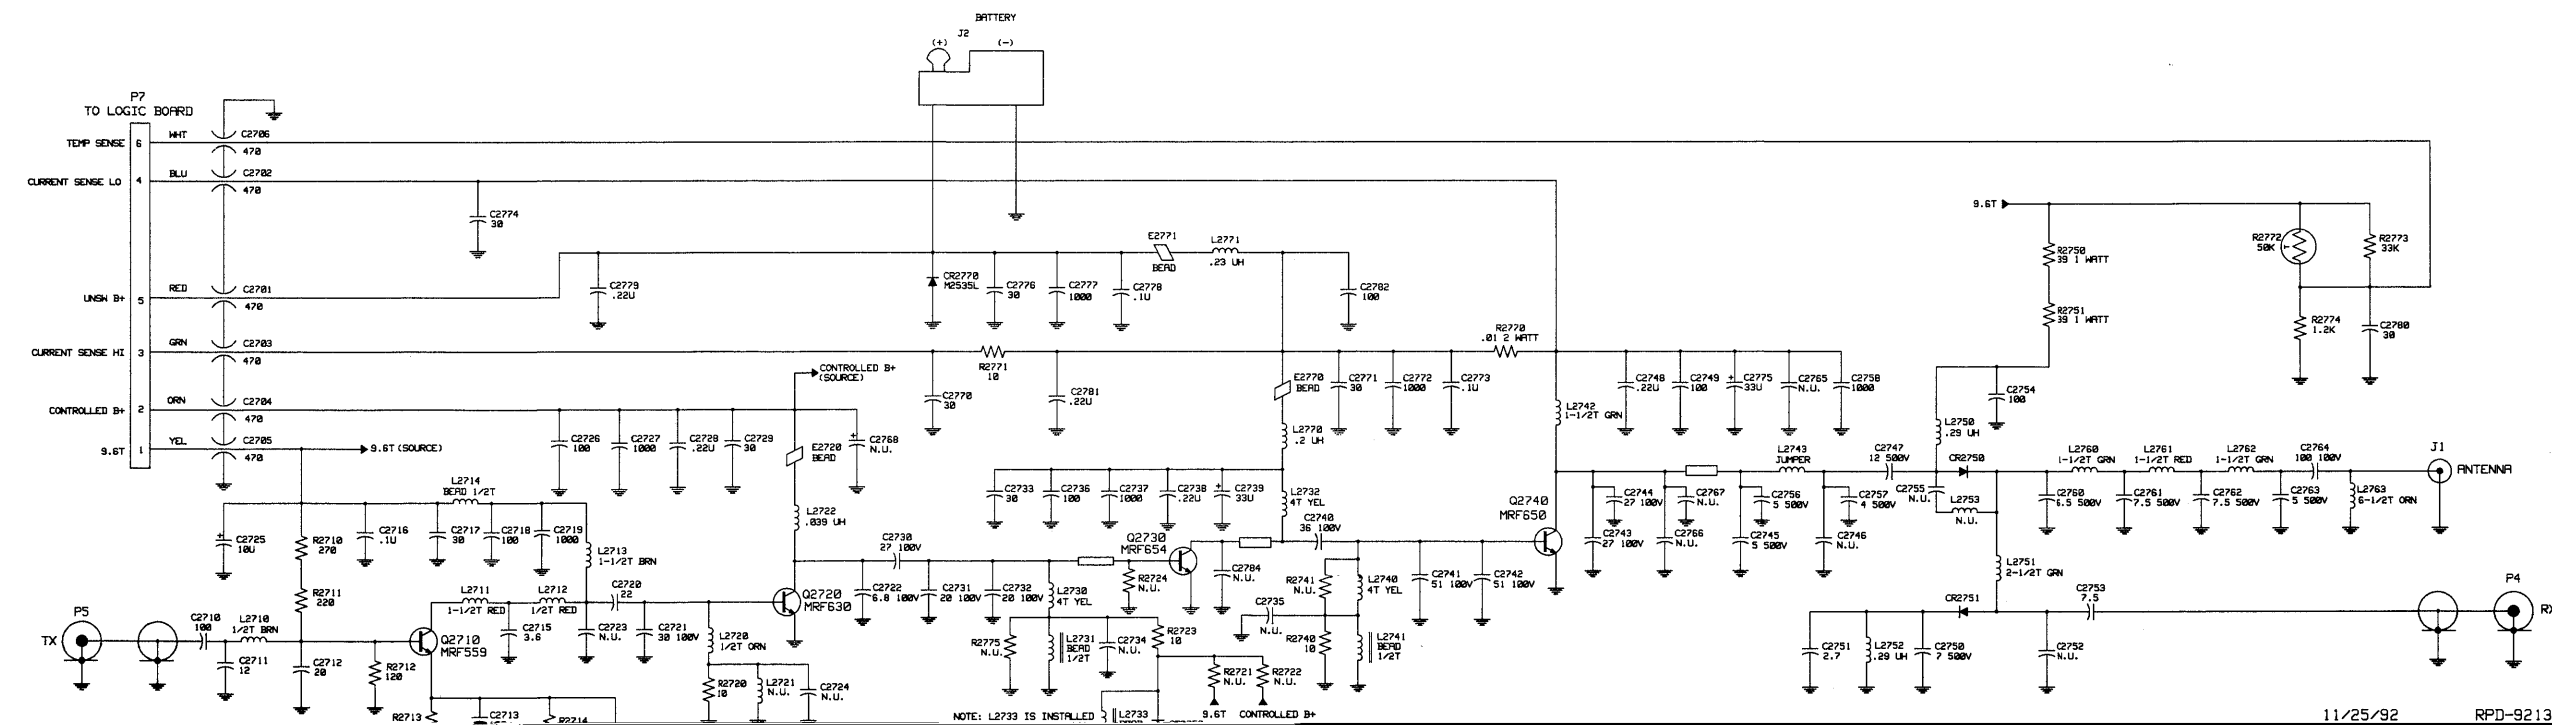 BATTERY
J2
(+)
(-)
P7
TO LOGIC BOARD
TEMP SENSE 6 WHT C2706
470
CURRENT SENSE LO 4 BLU C2702
470
C2774
30
9.6T
R2772
50K
T
R2773
33K
R2750
39 1 WATT
R2751
39 1 WATT
R2774
1.2K
C2780
30
UNSW B+ 5 RED C2701
470
C2779
.22U
CR2770
M2535L
C2776
30
C2777
1000
C2778
.1U
E2771
BEAD
L2771
.23 UH
C2782
100
CURRENT SENSE HI 3 GRN C2703
470
R2771
10
R2770
.01 2 WATT
CONTROLLED B+
(SOURCE)
C2770
30
C2781
.22U
E2770
BEAD
C2771
30
C2772
1000
C2773
.1U
C2748
.22U
C2749
100
+
C2775
33U
C2765
N.U.
C2758
1000
C2754
100
CONTROLLED B+ 2 ORN C2704
470
C2726
100
C2727
1000
C2728
.22U
C2729
30
E2720
BEAD
+
C2768
N.U.
L2770
.2 UH
L2742
1-1/2T GRN
L2750
.29 UH
9.6T 1 YEL C2705
470
9.6T (SOURCE)
L2743
JUMPER
C2747
12 500V
CR2750
L2760
1-1/2T GRN
L2761
1-1/2T RED
L2762
1-1/2T GRN
C2764
100 100V
J1
ANTENNA
L2714
BEAD 1/2T
C2733
30
C2736
100
C2737
1000
C2738
.22U
+
C2739
33U
L2732
4T YEL
C2740
36 100V
Q2740
MRF650
C2744
27 100V
C2743
27 100V
C2767
N.U.
C2766
N.U.
C2756
5 500V
C2745
5 500V
C2757
4 500V
C2746
N.U.
C2755
N.U.
L2753
N.U.
C2760
6.5 500V
C2761
7.5 500V
C2762
7.5 500V
C2763
5 500V
L2763
6-1/2T ORN
+
C2725
10U
R2710
270
C2716
.1U
C2717
30
C2718
100
C2719
1000
L2713
1-1/2T BRN
L2722
.039 UH
C2730
27 100V
Q2730
MRF654
R2711
220
L2711
1-1/2T RED
L2712
1/2T RED
C2720
22
Q2720
MRF630
C2722
6.8 100V
C2731
20 100V
C2732
20 100V
L2730
4T YEL
R2724
N.U.
C2784
N.U.
R2741
N.U.
L2740
4T YEL
C2741
51 100V
C2742
51 100V
L2751
2-1/2T GRN
P5
TX
C2710
100
L2710
1/2T BRN
C2715
3.6
C2723
N.U.
C2721
30 100V
Q2710
MRF559
L2720
1/2T ORN
C2735
N.U.
CR2751
C2753
7.5
P4
RX
C2711
12
C2712
20
R2712
120
R2775
N.U.
L2731
BEAD
1/2T
C2734
N.U.
R2723
10
R2740
10
L2741
BEAD
1/2T
C2751
2.7
L2752
.29 UH
C2750
7 500V
C2752
N.U.
R2720
10
L2721
N.U.
C2724
N.U.
R2721
N.U.
R2722
N.U.
R2713
C2713
R2714
NOTE: L2733 IS INSTALLED
L2733
9.6T
CONTROLLED B+
11/25/92
RPD-9213